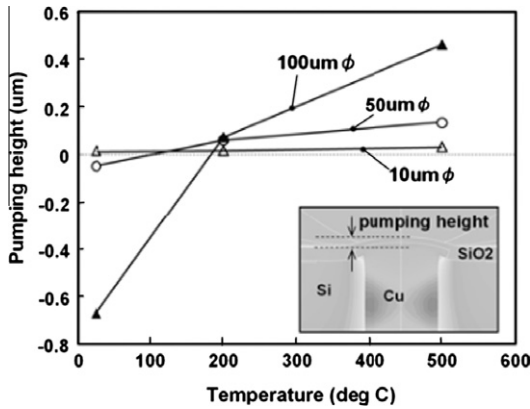 Pumping height (um)
0.6
0.4
0.2
0
-0.2
-0.4
-0.6
-0.8
100um ϕ
50um ϕ
10um ϕ
pumping height
SiO2
Si
Cu
0
100
200
300
400
500
600
Temperature (deg C)